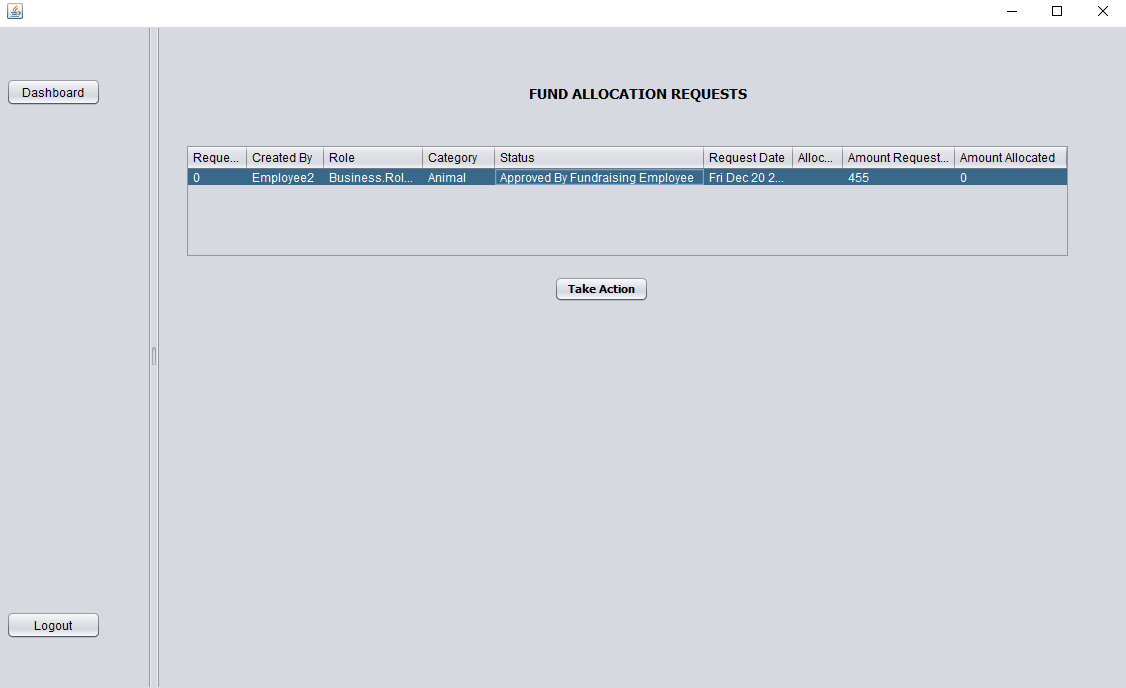 Dashboard
FUND ALLOCATION REQUESTS
Reque... Created By Role Category Status Request Date Alloc... Amount Request... Amount Allocated
0 Employee2 Business.Rol... Animal Approved By Fundraising Employee Fri Dec 20 2... 455 0
Take Action
Logout